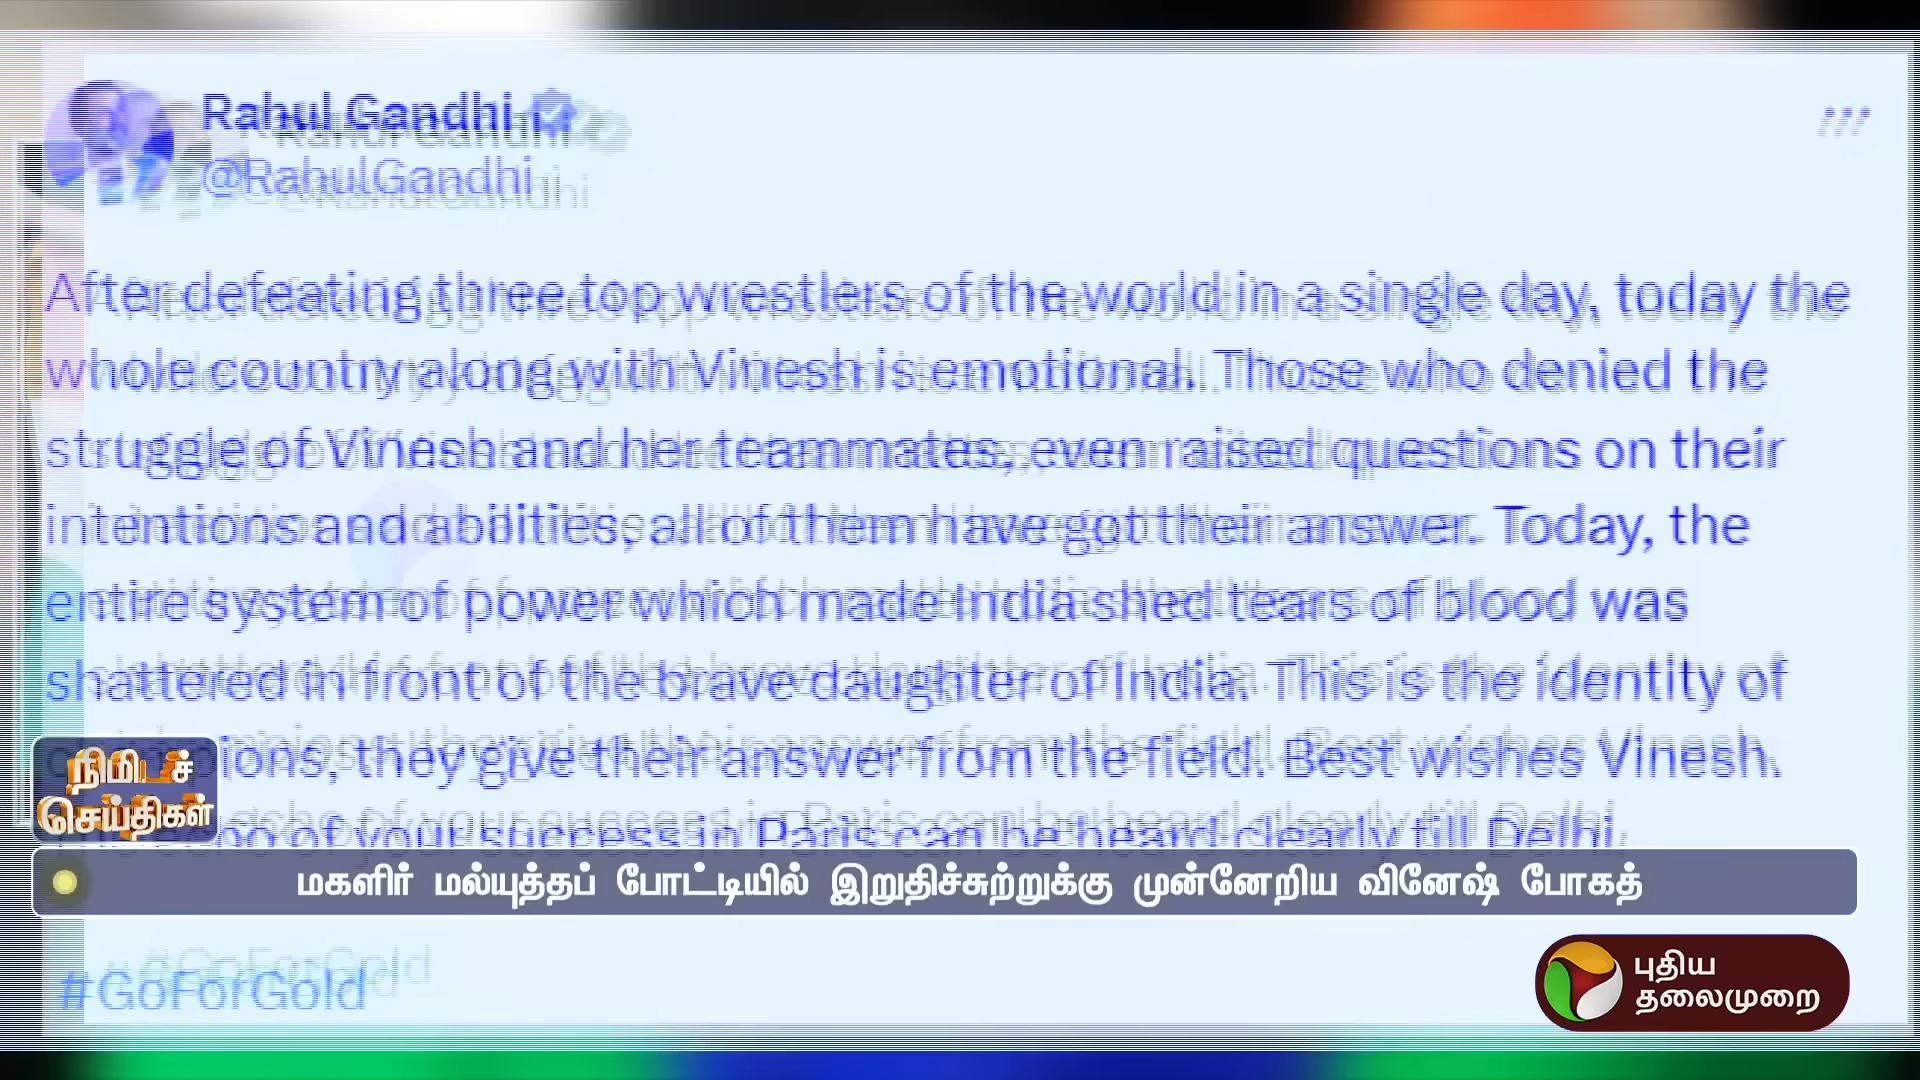 Rahul Gandhi
@RahulGandhi
After defeating three top wrestlers of the world in a single day, today the
whole country along with Vinesh is emotional. Those who denied the
struggle of Vinesh and her teammates, even raised questions on their
intentions and abilities, all of them have got their answer. Today, the
entire system of power which made India shed tears of blood was
shattered in front of the brave daughter of India. This is the identity of
they give their answer from the field. Best wishes Vinesh.
of your success in Paris can be heard clearly till Delhi.
நிமிடச்
செய்திகள்
மகளிர் மல்யுத்தப் போட்டியில் இறுதிச்சுற்றுக்கு முன்னேறிய வினேஷ் போகத்
#GoForGold
புதிய
தலைமுறை